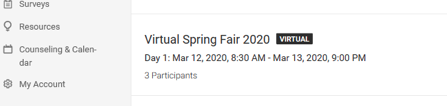 Surveys
Resources
Counseling & Calen-
dar
My Account
Virtual Spring Fair 2020 VIRTUAL
Day 1: Mar 12, 2020, 8:30 AM - Mar 13, 2020, 9:00 PM
3 Participants